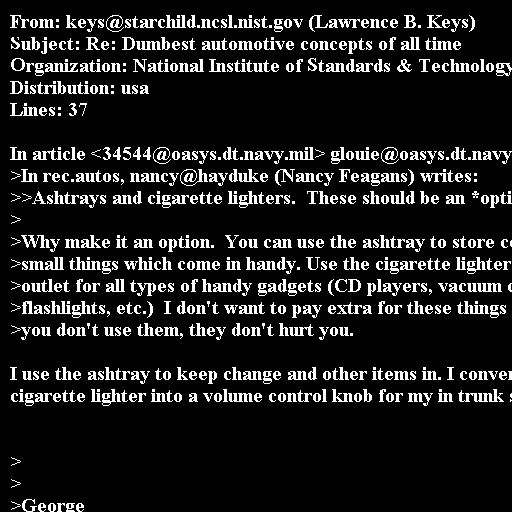 From: keys@starchild.ncsl.nist.gov (Lawrence B. Keys)
Subject: Re: Dumbest automotive concepts of all time
Organization: National Institute of Standards & Technology
Distribution: usa
Lines: 37
In article <34544@oasys.dt.navy.mil> glouie@oasys.dt.navy
>In rec.autos, nancy@hayduke (Nancy Feagans) writes:
>>Ashtrays and cigarette lighters.  These should be an *opti
>
>Why make it an option.  You can use the ashtray to store c
>small things which come in handy. Use the cigarette lighter
>outlet for all types of handy gadgets (CD players, vacuum c
>flashlights, etc.)  I don't want to pay extra for these things
>you don't use them, they don't hurt you.
I use the ashtray to keep change and other items in. I conver
cigarette lighter into a volume control knob for my in trunk s
>
>
>George